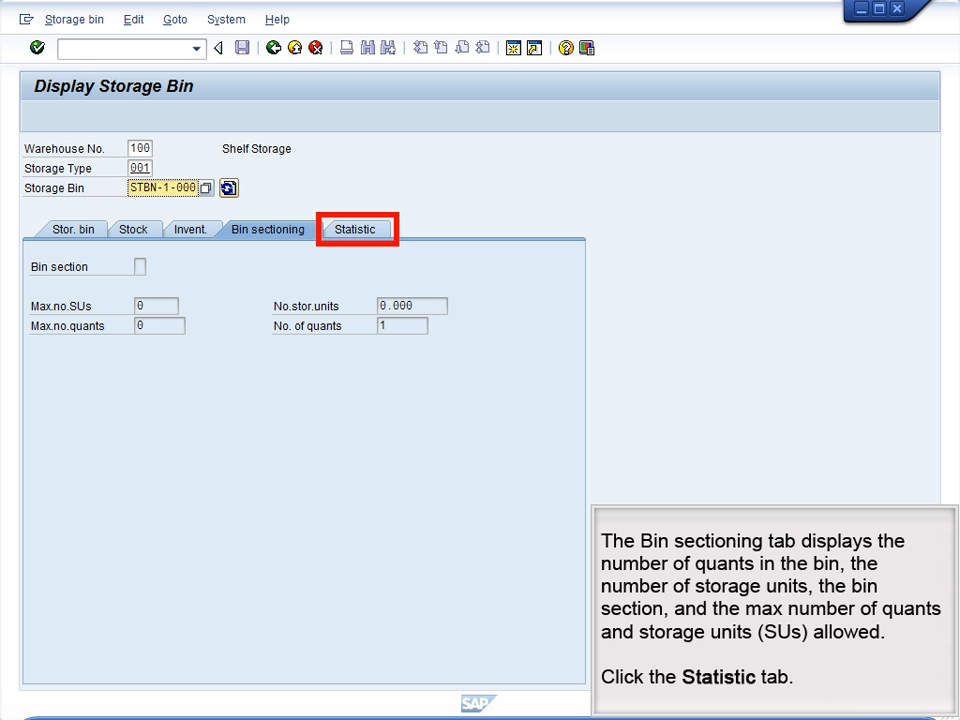 Storage bin Edit Goto System Help
Display Storage Bin
Warehouse No. 100 Shelf Storage
Storage Type 001
Storage Bin STBN-1-000
Stor. bin Stock Invent. Bin sectioning Statistic
Bin section
Max.no.SUs 0 No.stor.units 0.000
Max.no.quants 0 No. of quants 1
The Bin sectioning tab displays the
number of quants in the bin, the
number of storage units, the bin
section, and the max number of quants
and storage units (SUs) allowed.
Click the Statistic tab.
SAP